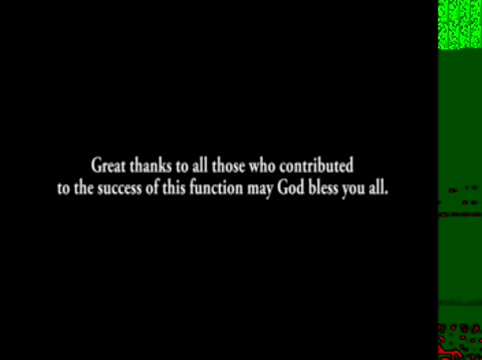 Great thanks to all those who contributed
to the success of this function may God bless you all.